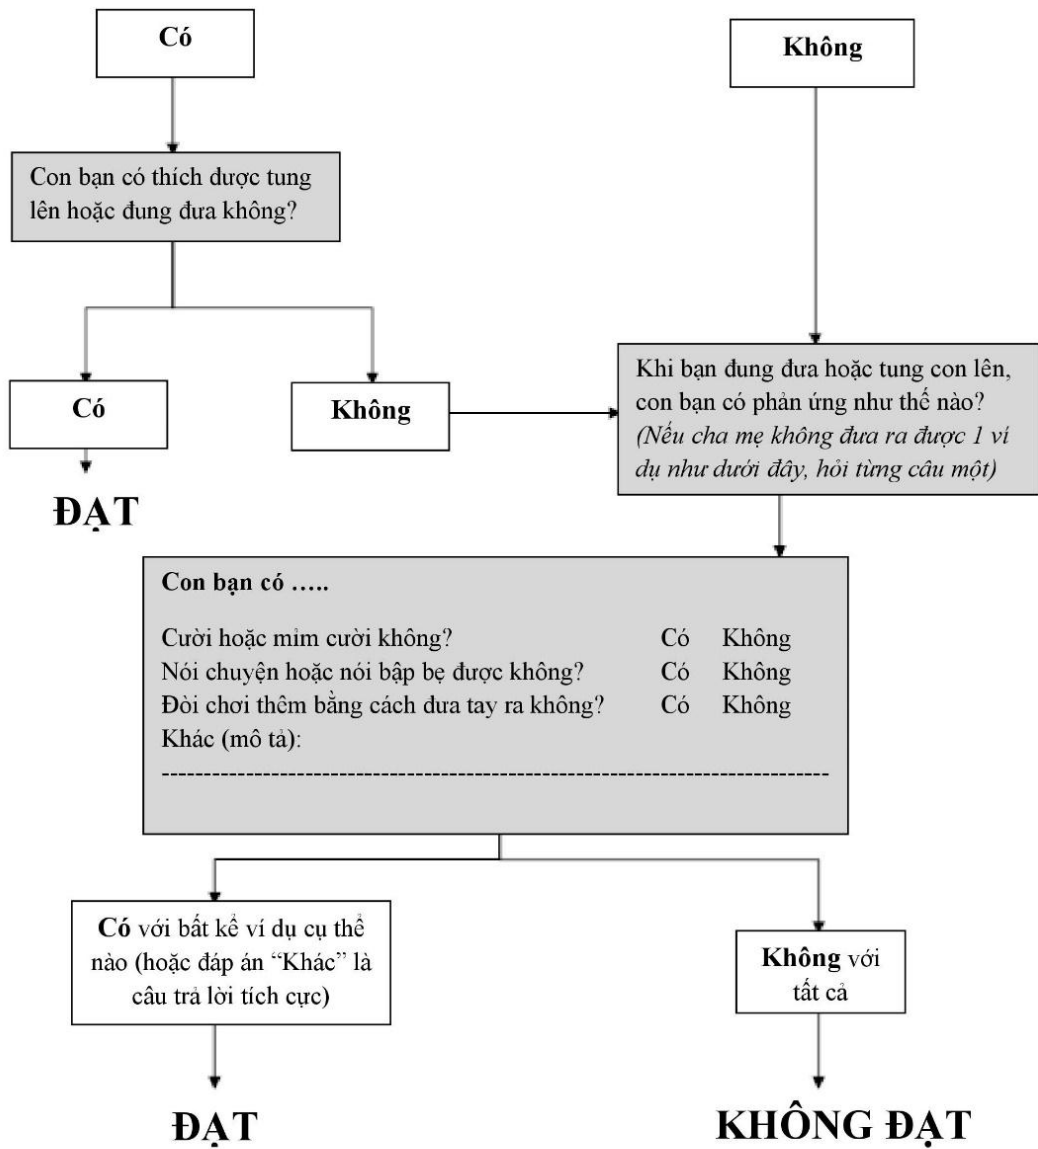 Có
Không
Con bạn có thích được tung
lên hoặc đung đưa không?
Có
Không
Khi bạn đung đưa hoặc tung con lên,
con bạn có phản ứng như thế nào?
(Nếu cha mẹ không đưa ra được 1 ví
dụ như dưới đây, hỏi từng câu một)
ĐẠT
Con bạn có …..
Cười hoặc mỉm cười không? Có Không
Nói chuyện hoặc nói bập bẹ được không? Có Không
Đòi chơi thêm bằng cách đưa tay ra không? Có Không
Khác (mô tả):
--------------------------------------------------------------------------------
Có với bất kể ví dụ cụ thể
nào (hoặc đáp án “Khác” là
câu trả lời tích cực)
Không với
tất cả
ĐẠT
KHÔNG ĐẠT